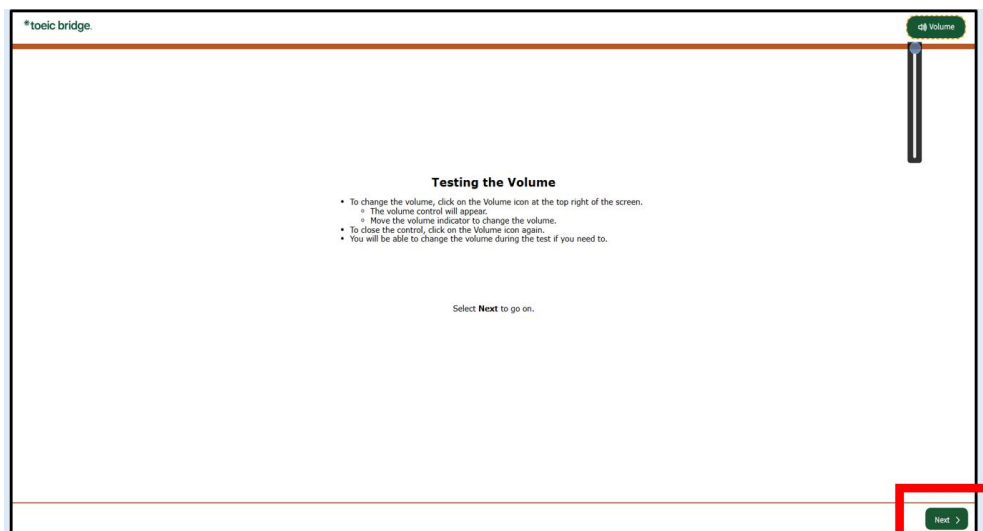 toeic bridge.
Volume
Testing the Volume
• To change the volume, click on the Volume icon at the top right of the screen.
◦ The volume control will appear.
◦ Move the volume indicator to change the volume.
• To close the control, click on the Volume icon again.
• You will be able to change the volume during the test if you need to.
Select Next to go on.
Next >